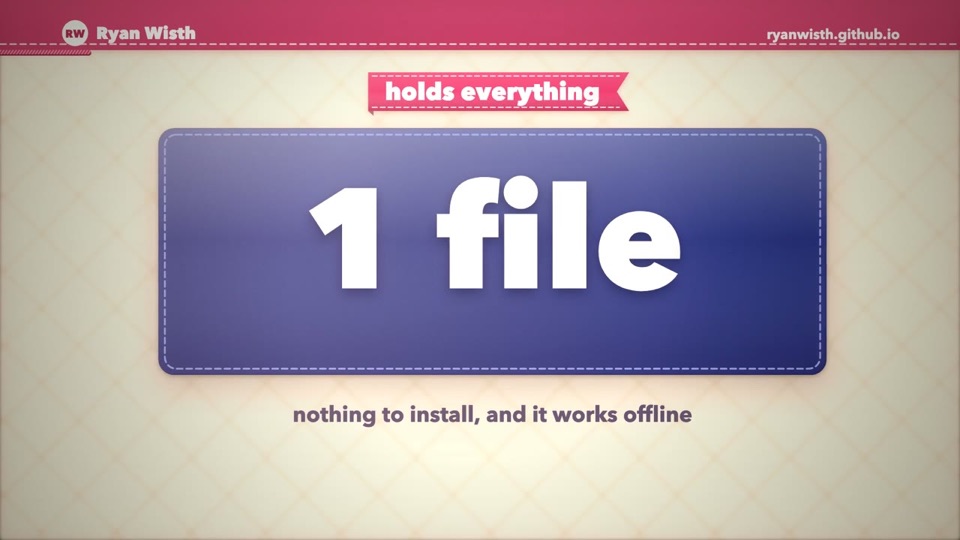 RW Ryan Wisth
ryanwisth.github.io
holds everything
1 file
nothing to install, and it works offline